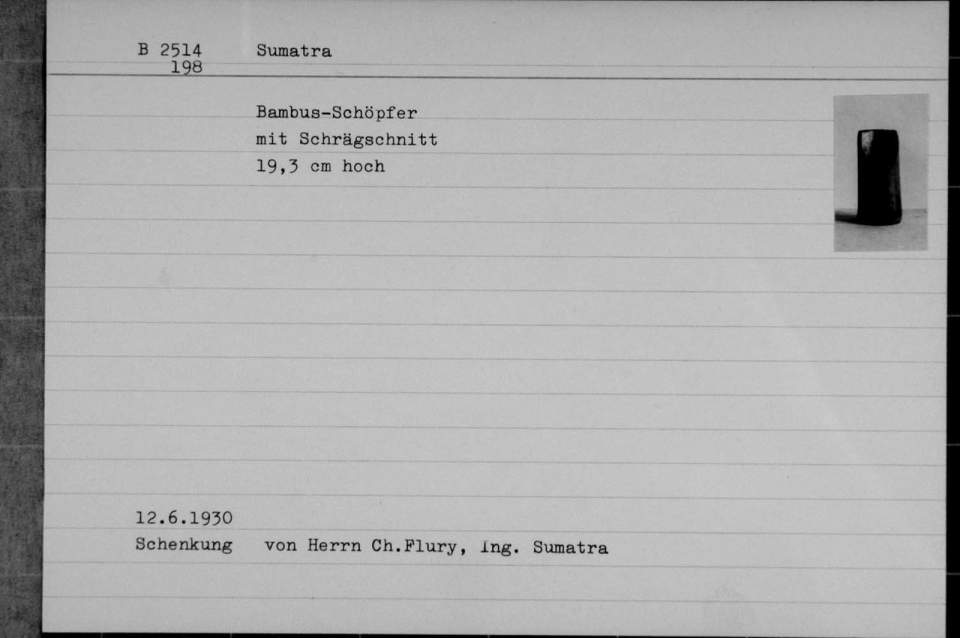 B 2514 Sumatra
198
Bambus-Schöpfer
mit Schrägschnitt
19,3 cm hoch
12.6.1930
Schenkung von Herrn Ch.Flury, Ing. Sumatra